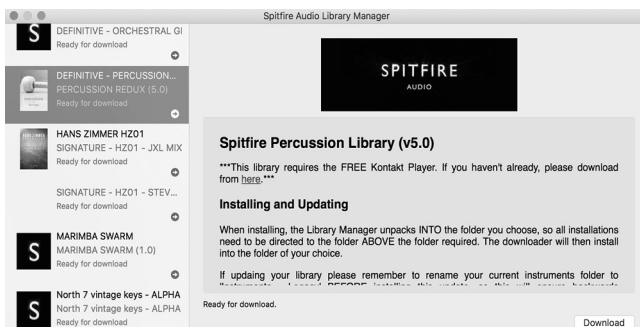 Spitfire Audio Library Manager
S
DEFINITIVE - ORCHESTRAL GI
Ready for download
DEFINITIVE - PERCUSSION...
PERCUSSION REDUX (5.0)
Ready for download
HANS ZIMMER HZ01
SIGNATURE - HZ01 - JXL MIX
Ready for download
SIGNATURE - HZ01 - STEV...
Ready for download
S
MARIMBA SWARM
MARIMBA SWARM (1.0)
Ready for download
S
North 7 vintage keys - ALPHA
North 7 vintage keys - ALPHA
Ready for download
SPITFIRE
AUDIO
Spitfire Percussion Library (v5.0)
***This library requires the FREE Kontakt Player. If you haven't already, please download
from here.***
Installing and Updating
When installing, the Library Manager unpacks INTO the folder you choose, so all installations
need to be directed to the folder ABOVE the folder required. The downloader will then install
into the folder of your choice.
If updaing your library please remember to rename your current instruments folder to
Ready for download.
Download